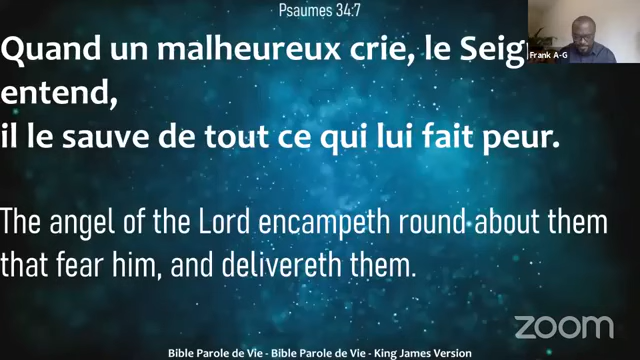 Psaumes 34:7
Quand un malheureux crie, le Seig
entend,
il le sauve de tout ce qui lui fait peur.
The angel of the Lord encampeth round about them
that fear him, and delivereth them.
Frank A-G
zoom
Bible Parole de Vie - Bible Parole de Vie - King James Version